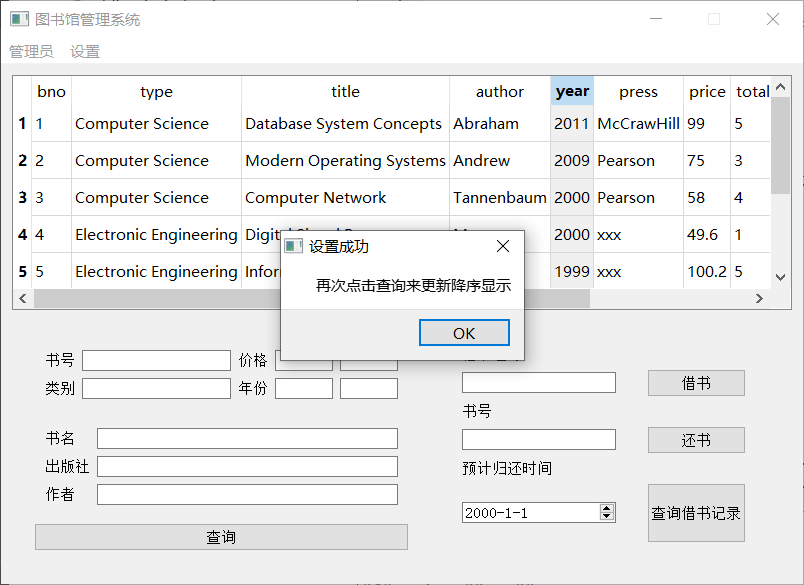 图书馆管理系统
管理员 设置
bno type title author year press price total
1 1 Computer Science Database System Concepts Abraham 2011 McCrawHill 99 5
2 2 Computer Science Modern Operating Systems Andrew 2009 Pearson 75 3
3 3 Computer Science Computer Network Tannenbaum 2000 Pearson 58 4
4 4 Electronic Engineering 2000 xxx 49.6 1
5 5 Electronic Engineering 1999 xxx 100.2 5
设置成功
再次点击查询来更新降序显示
OK
书号 价格
类别 年份
借书
书号
书名
还书
出版社
预计归还时间
作者
2000-1-1
查询借书记录
查询